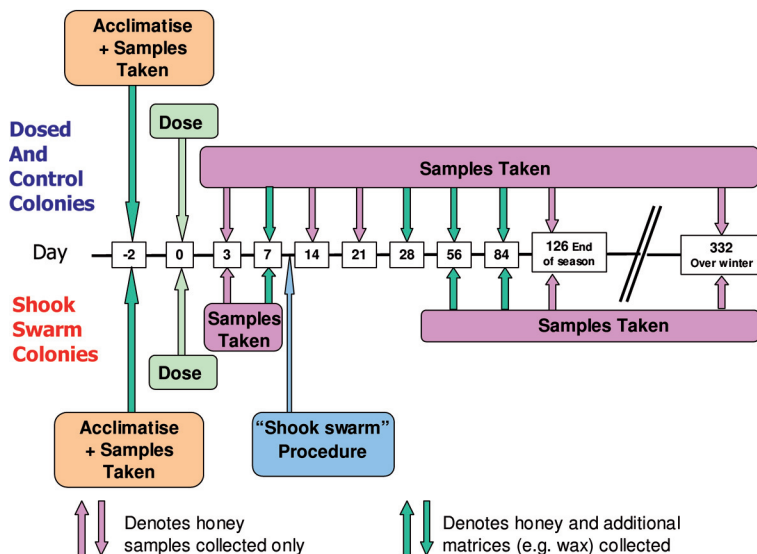 Acclimatise
+ Samples
Taken
Dose
Dosed
And
Control
Colonies
Samples Taken
Day
-2
0
3
7
14
21
28
56
84
126 End
of season
332
Over winter
Shook
Swarm
Colonies
Samples
Taken
Samples Taken
Dose
Acclimatise
+ Samples
Taken
“Shook swarm”
Procedure
Denotes honey
samples collected only
Denotes honey and additional
matrices (e.g. wax) collected